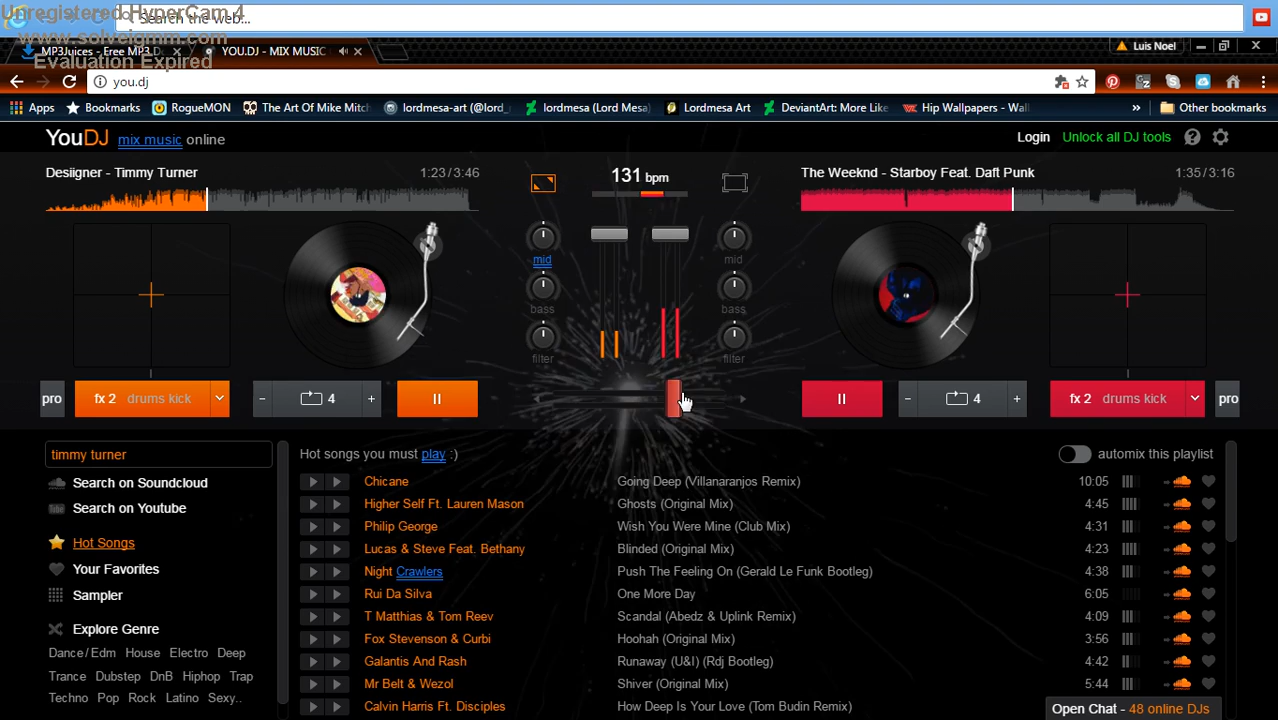 Unregistered HyperCam 4
Search the web...
www.solveigmm.com
MP3Juices - Free MP3 D
YOU.DJ - MIX MUSIC
Luis Noel
Evaluation Expired
you.dj
Apps
Bookmarks
RogueMON
The Art Of Mike Mitch
lordmesa-art (@lord_
lordmesa (Lord Mesa)
Lordmesa Art
DeviantArt: More Like
Hip Wallpapers - Wall
»
Other bookmarks
YouDJ mix music online
Login
Unlock all DJ tools
Desiigner - Timmy Turner
1:23 / 3:46
131 bpm
The Weeknd - Starboy Feat. Daft Punk
1:35 / 3:16
mid
mid
bass
bass
filter
filter
pro
fx 2 drums kick
- 4 +
- 4 +
fx 2 drums kick
pro
timmy turner
Hot songs you must play :)
automix this playlist
Search on Soundcloud
Search on Youtube
Hot Songs
Your Favorites
Sampler
Explore Genre
Dance/Edm House Electro Deep
Trance Dubstep DnB Hiphop Trap
Techno Pop Rock Latino Sexy..
Chicane Going Deep (Villanaranjos Remix) 10:05
Higher Self Ft. Lauren Mason Ghosts (Original Mix) 4:45
Philip George Wish You Were Mine (Club Mix) 4:31
Lucas & Steve Feat. Bethany Blinded (Original Mix) 4:23
Night Crawlers Push The Feeling On (Gerald Le Funk Bootleg) 4:38
Rui Da Silva One More Day 6:05
T Matthias & Tom Reev Scandal (Abedz & Uplink Remix) 4:09
Fox Stevenson & Curbi Hoohah (Original Mix) 3:56
Galantis And Rash Runaway (U&I) (Rdj Bootleg) 4:42
Mr Belt & Wezol Shiver (Original Mix) 5:44
Calvin Harris Ft. Disciples How Deep Is Your Love (Tom Budin Remix)
Open Chat - 48 online DJs